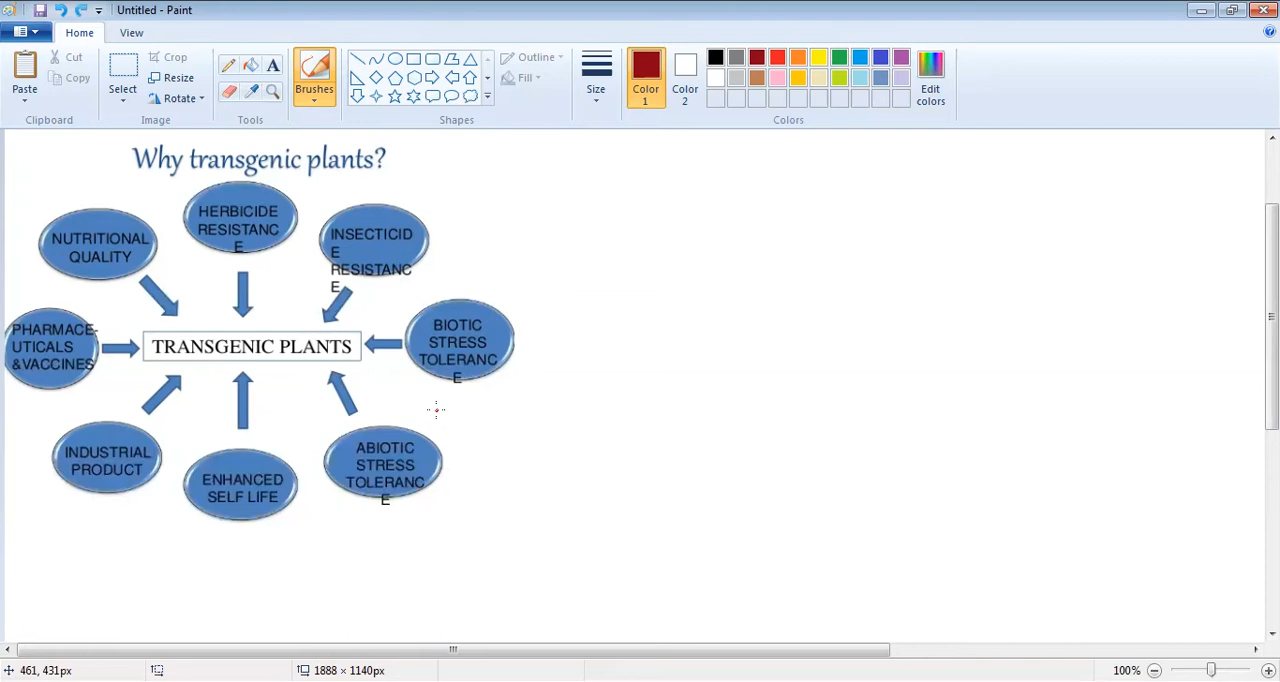 Untitled - Paint
Home
View
Paste
Cut
Copy
Clipboard
Select
Crop
Resize
Rotate
Image
A
Tools
Brushes
Shapes
Outline
Fill
Size
Color
1
Color
2
Edit
colors
Colors
Why transgenic plants?
HERBICIDE
RESISTANC
E
NUTRITIONAL
QUALITY
INSECTICID
E
RESISTANC
E
PHARMACE-
UTICALS
&VACCINES
TRANSGENIC PLANTS
BIOTIC
STRESS
TOLERANC
E
INDUSTRIAL
PRODUCT
ENHANCED
SELF LIFE
ABIOTIC
STRESS
TOLERANC
E
461, 431px
1888 × 1140px
100%